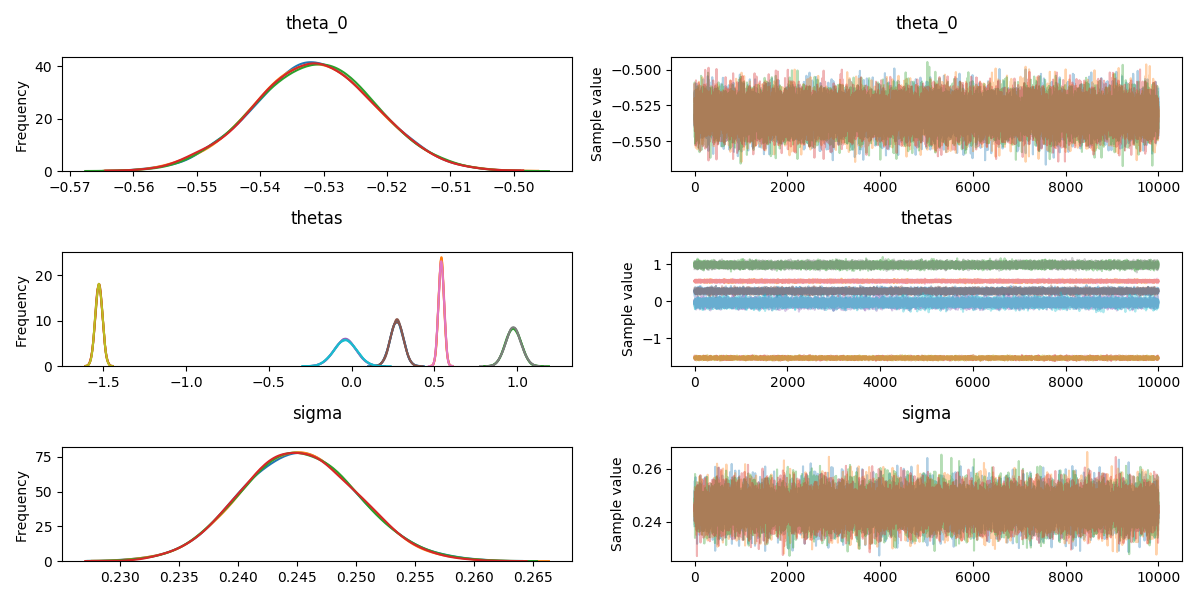 theta_0
theta_0
Frequency
40
20
0
−0.57 −0.56 −0.55 −0.54 −0.53 −0.52 −0.51 −0.50
Sample value
−0.500
−0.525
−0.550
0 2000 4000 6000 8000 10000
thetas
thetas
Frequency
20
10
0
−1.5 −1.0 −0.5 0.0 0.5 1.0
Sample value
1
0
−1
0 2000 4000 6000 8000 10000
sigma
sigma
Frequency
75
50
25
0
0.230 0.235 0.240 0.245 0.250 0.255 0.260 0.265
Sample value
0.26
0.24
0 2000 4000 6000 8000 10000